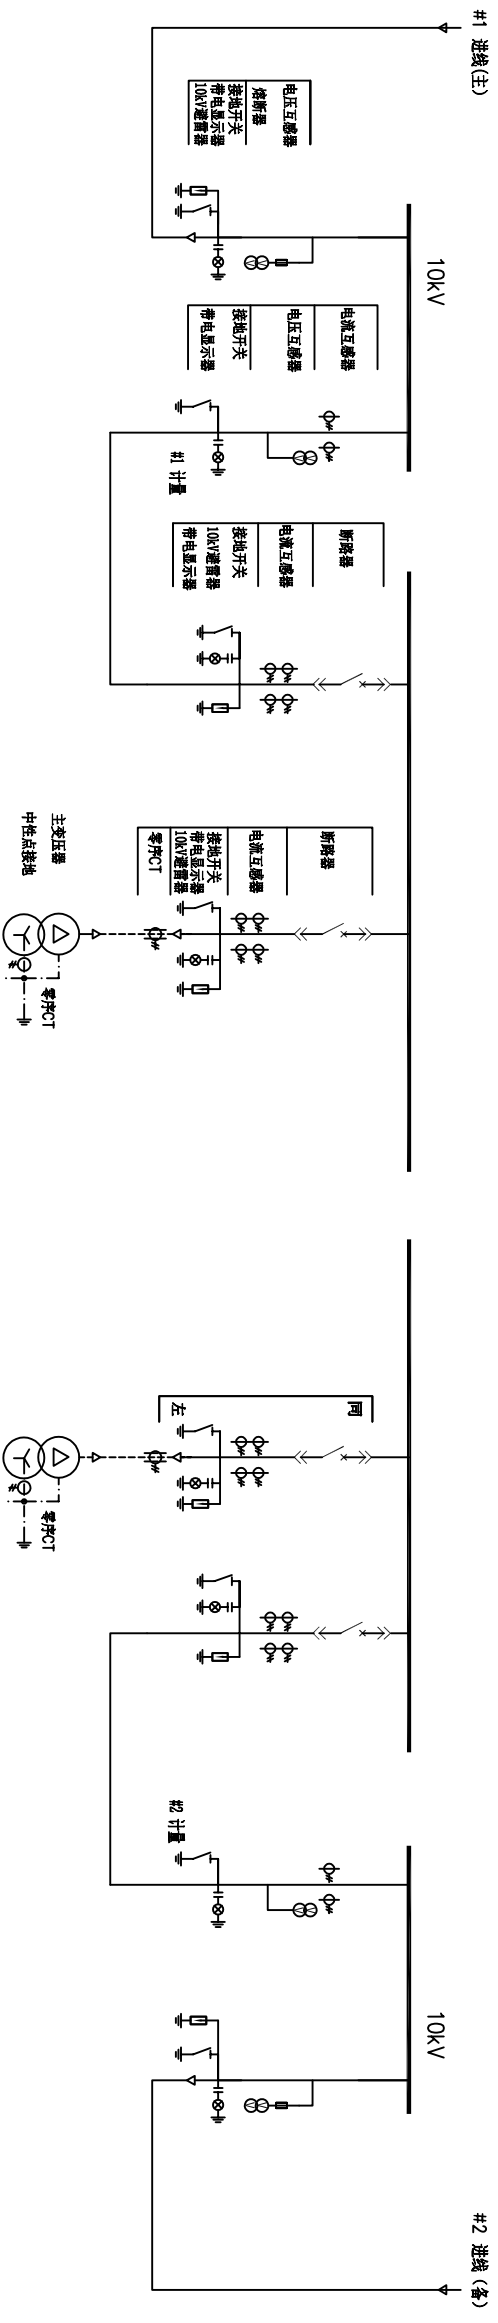 #1 进线(主)
电压互感器
熔断器
接地开关
带电显示器
10kV避雷器
10kV
电流互感器
电压互感器
接地开关
带电显示器
#1 计量
断路器
电流互感器
接地开关
10kV避雷器
带电显示器
断路器
电流互感器
接地开关
带电显示器
10kV避雷器
零序CT
主变压器
中性点接地
零序CT
同
左
零序CT
#2 计量
10kV
#2 进线(备)